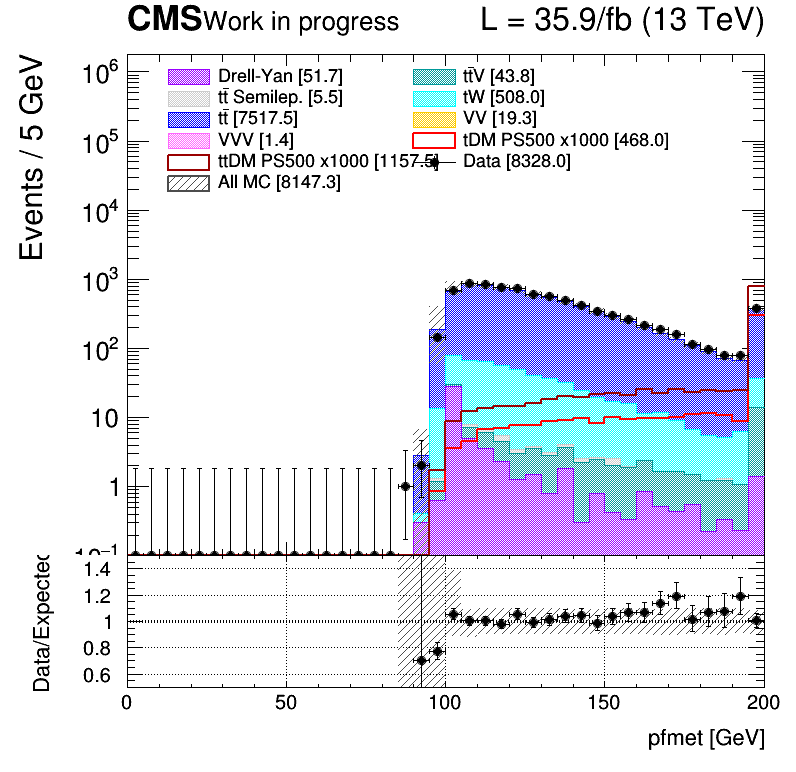 CMS Work in progress L = 35.9/fb (13 TeV)
Events / 5 GeV
Drell-Yan [51.7] tt̄V [43.8]
tt̄ Semilep. [5.5] tW [508.0]
tt̄ [7517.5] VV [19.3]
VVV [1.4] tDM PS500 x1000 [468.0]
ttDM PS500 x1000 [1157.5] Data [8328.0]
All MC [8147.3]
10⁶
10⁵
10⁴
10³
10²
10
1
10⁻¹
Data/Expected
1.4
1.2
1
0.8
0.6
0 50 100 150 200
pfmet [GeV]